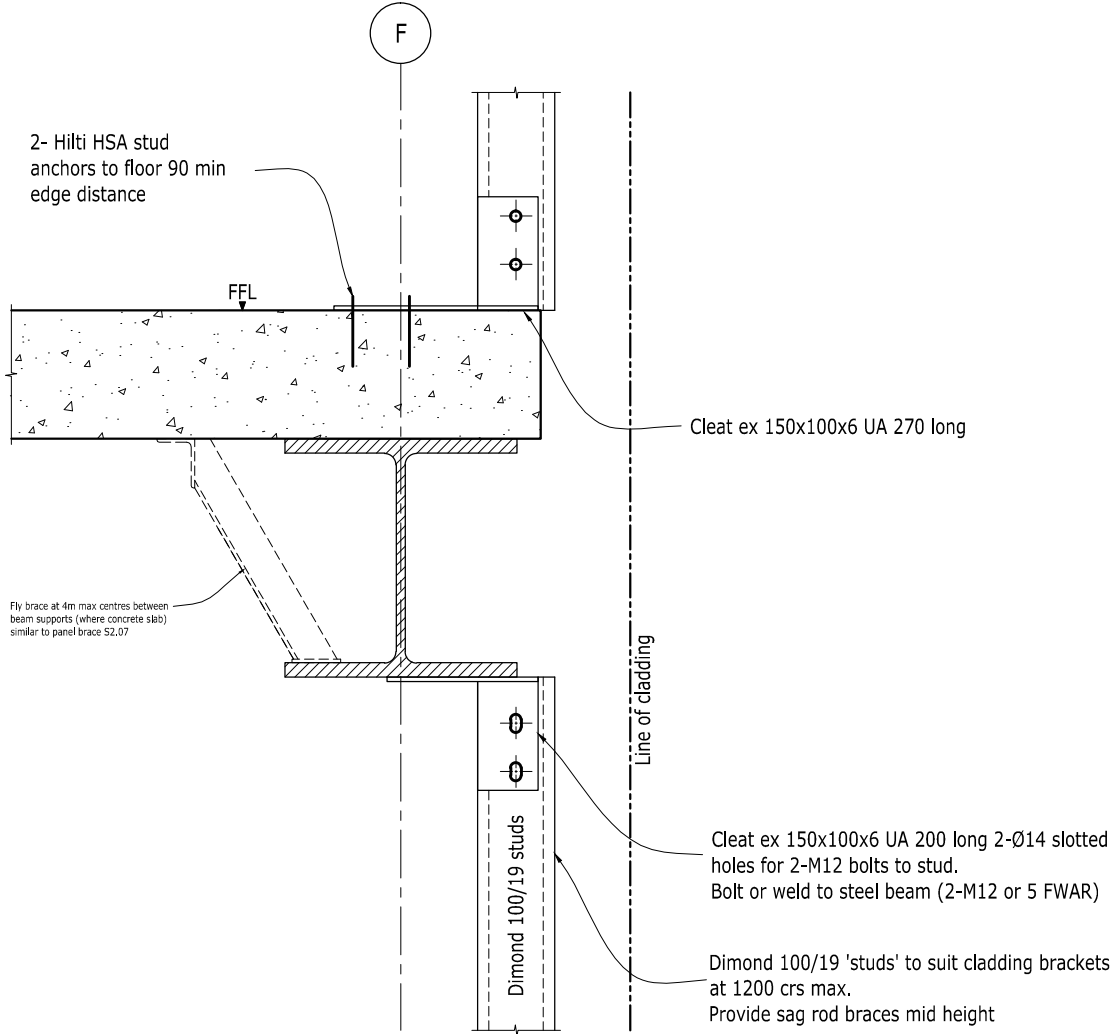 F
2- Hilti HSA stud
anchors to floor 90 min
edge distance
FFL
Cleat ex 150x100x6 UA 270 long
Fly brace at 4m max centres between
beam supports (where concrete slab)
similar to panel brace S2.07
Line of cladding
Dimond 100/19 studs
Cleat ex 150x100x6 UA 200 long 2-Ø14 slotted
holes for 2-M12 bolts to stud.
Bolt or weld to steel beam (2-M12 or 5 FWAR)
Dimond 100/19 'studs' to suit cladding brackets
at 1200 crs max.
Provide sag rod braces mid height